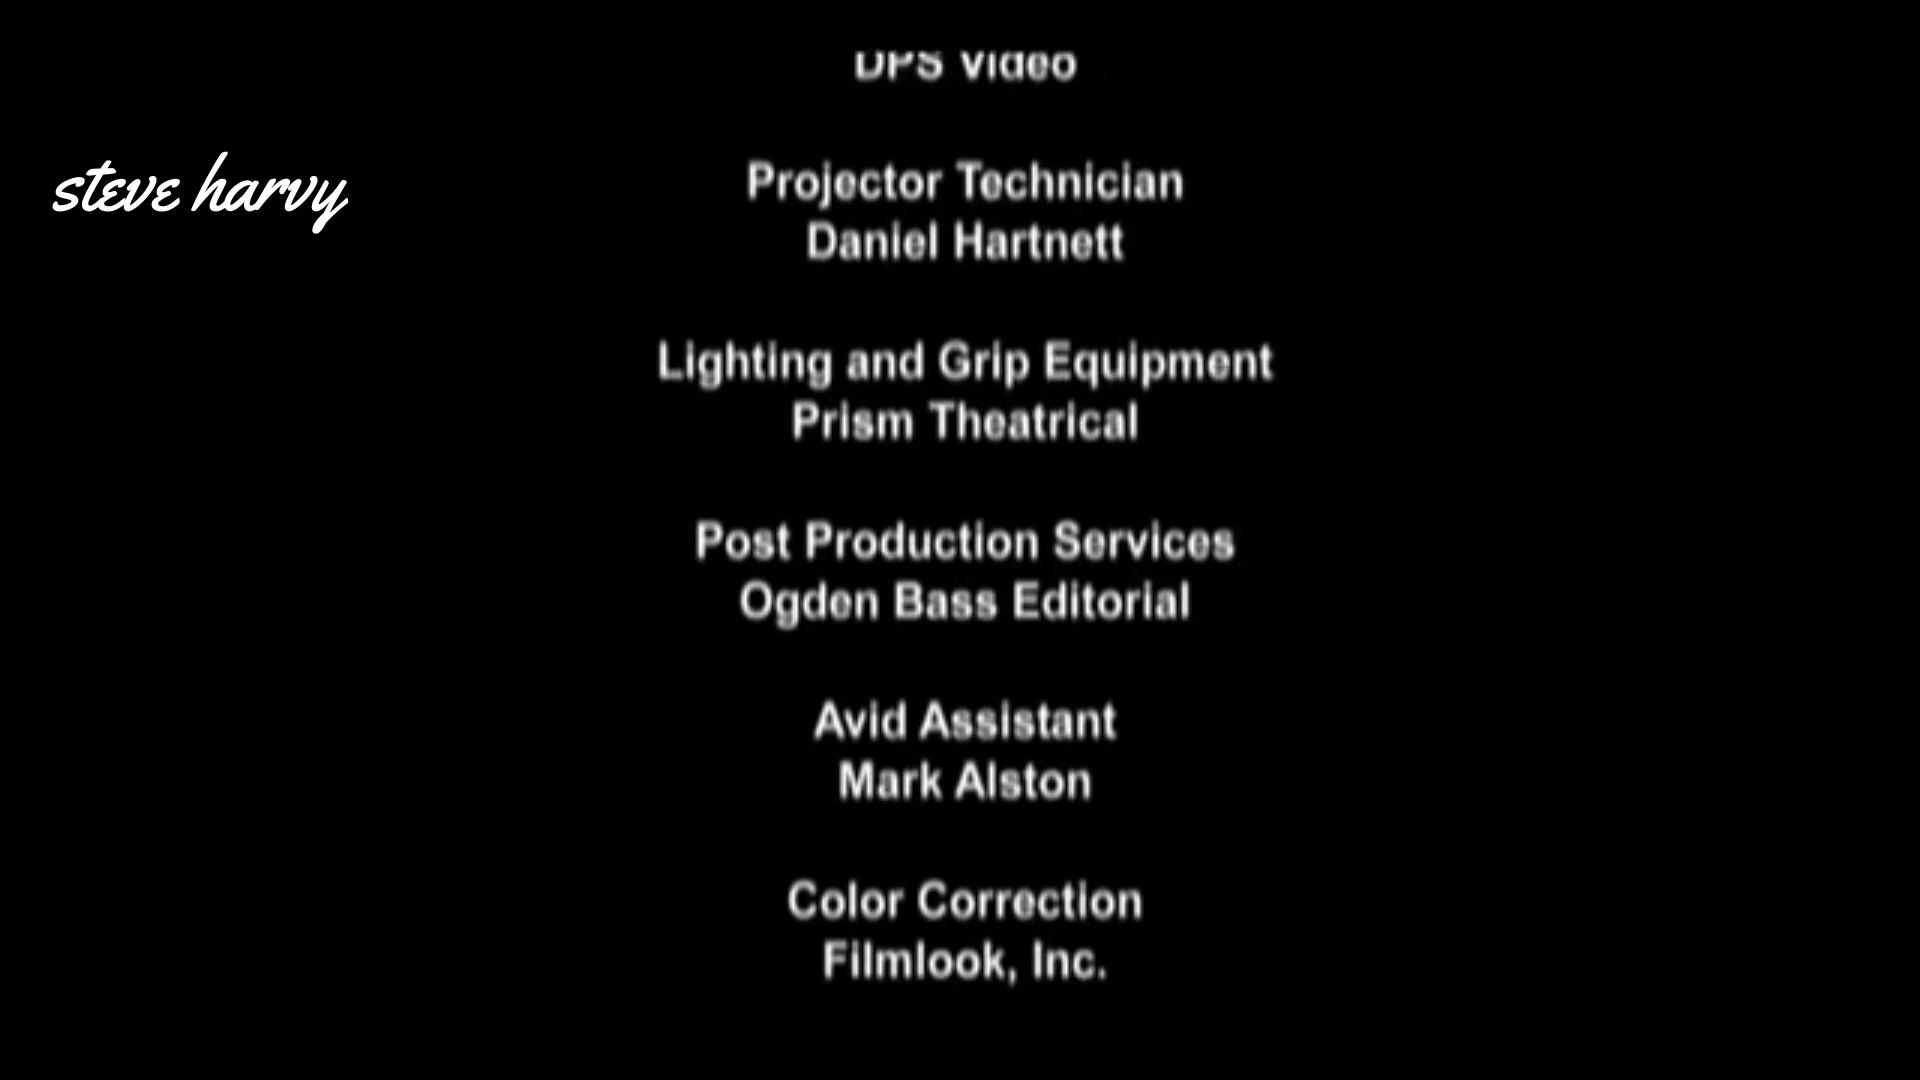 DPS Video
steve harvy
Projector Technician
Daniel Hartnett
Lighting and Grip Equipment
Prism Theatrical
Post Production Services
Ogden Bass Editorial
Avid Assistant
Mark Alston
Color Correction
Filmlook, Inc.